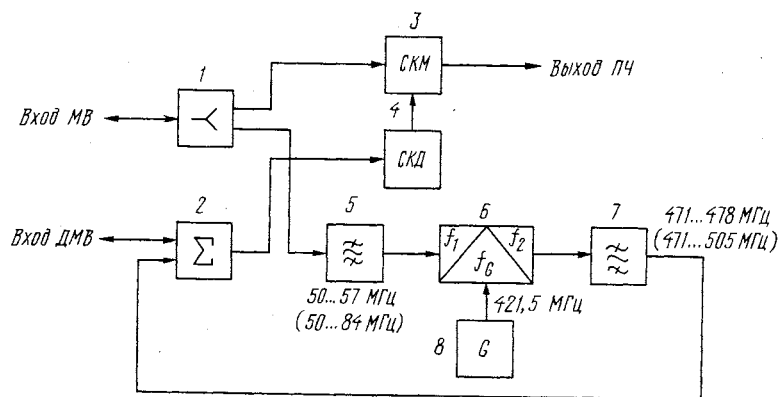 3
СКМ
Выход ПЧ
1
Вход МВ
4
СКД
2
Вход ДМВ
Σ
5
50...57 МГц
(50...84 МГц)
6
f1
f2
fG
421,5 МГц
8
G
7
471...478 МГц
(471...505 МГц)